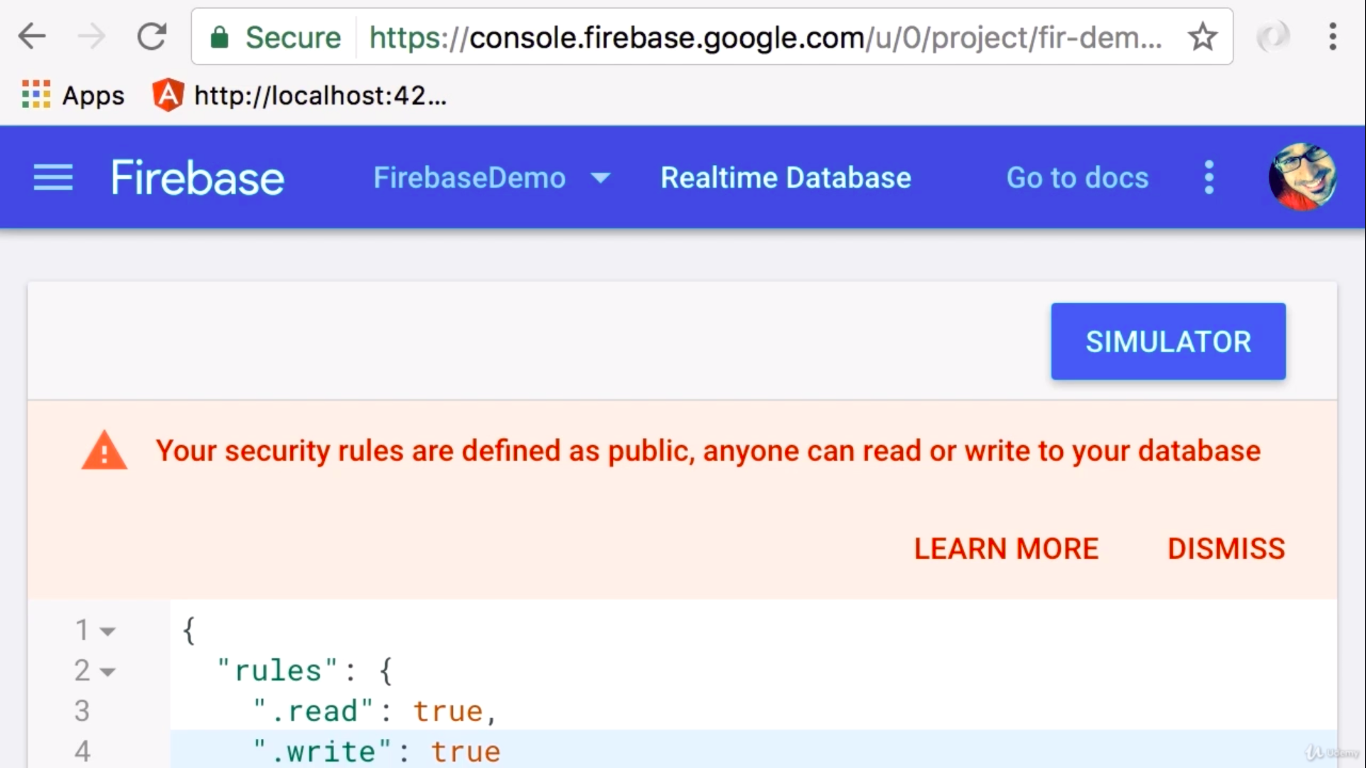 Secure https://console.firebase.google.com/u/0/project/fir-dem...
Apps http://localhost:42...
Firebase FirebaseDemo Realtime Database Go to docs
SIMULATOR
Your security rules are defined as public, anyone can read or write to your database
LEARN MORE DISMISS
1 {
2 "rules": {
3 ".read": true,
4 ".write": true
Udemy